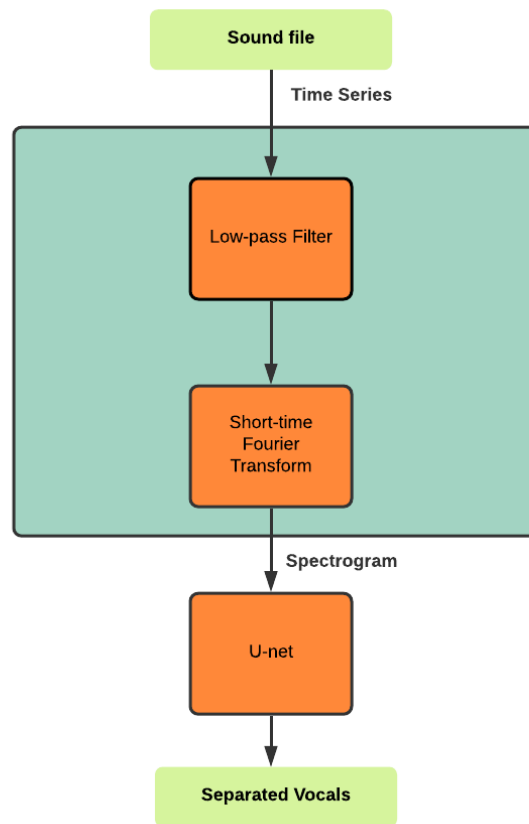 Sound file
Time Series
Low-pass Filter
Short-time
Fourier
Transform
Spectrogram
U-net
Separated Vocals